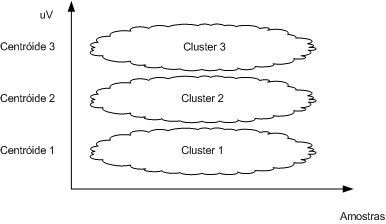 uV
Centróide 3
Cluster 3
Centróide 2
Cluster 2
Centróide 1
Cluster 1
Amostras